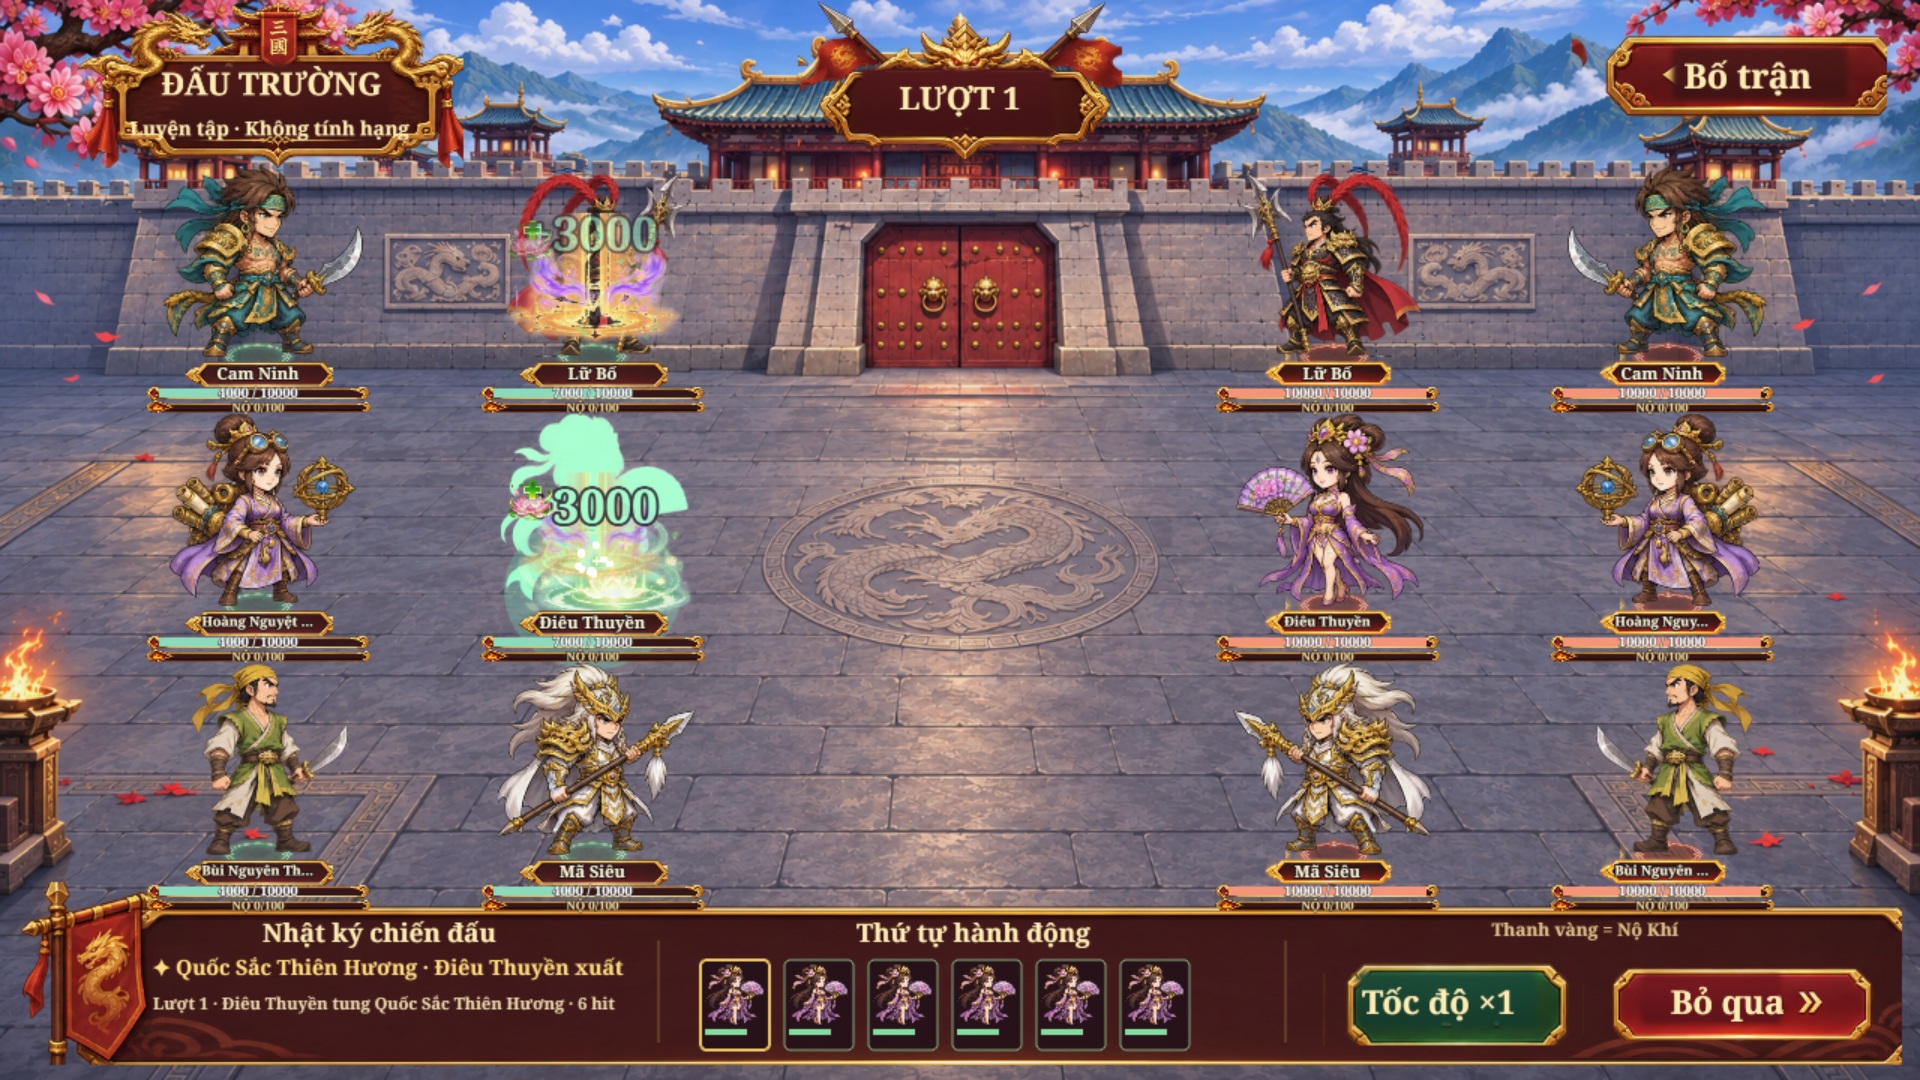 三
國
ĐẤU TRƯỜNG
Luyện tập · Không tính hạng
LƯỢT 1
Bố trận
3000
Cam Ninh
4000 / 10000
NỘ 0/100
Lữ Bố
7000 / 10000
NỘ 0/100
Lữ Bố
10000 / 10000
NỘ 0/100
Cam Ninh
10000 / 10000
NỘ 0/100
3000
Hoàng Nguyệt ...
4000 / 10000
NỘ 0/100
Điêu Thuyền
7000 / 10000
NỘ 0/100
Điêu Thuyền
10000 / 10000
NỘ 0/100
Hoàng Nguy...
10000 / 10000
NỘ 0/100
Bùi Nguyên Th...
4000 / 10000
NỘ 0/100
Mã Siêu
4000 / 10000
NỘ 0/100
Mã Siêu
10000 / 10000
NỘ 0/100
Bùi Nguyên ...
10000 / 10000
NỘ 0/100
Nhật ký chiến đấu
✦ Quốc Sắc Thiên Hương · Điêu Thuyền xuất
Lượt 1 · Điêu Thuyền tung Quốc Sắc Thiên Hương · 6 hit
Thứ tự hành động
Thanh vàng = Nộ Khí
Tốc độ ×1
Bỏ qua »